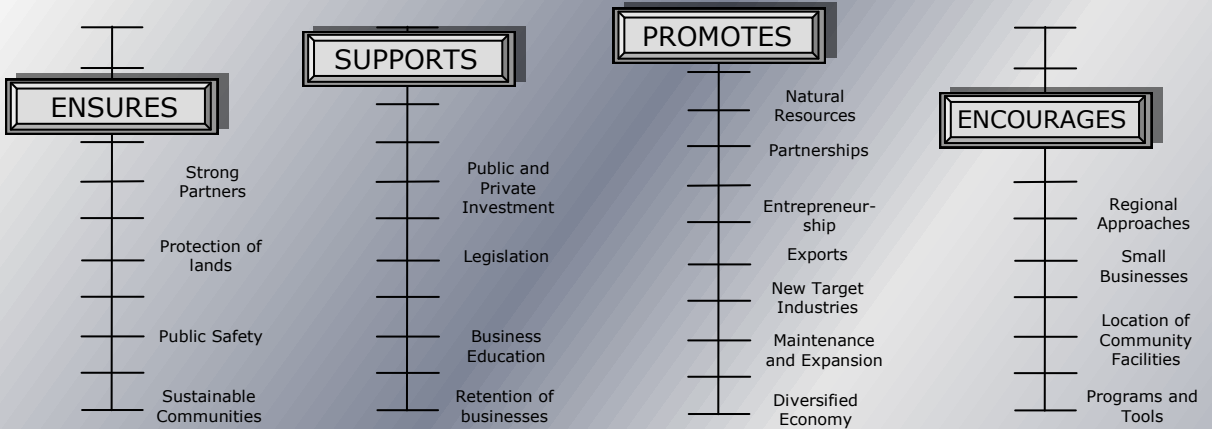 ENSURES
Strong
Partners
Protection of
lands
Public Safety
Sustainable
Communities
SUPPORTS
Public and
Private
Investment
Legislation
Business
Education
Retention of
businesses
PROMOTES
Natural
Resources
Partnerships
Entrepreneur-
ship
Exports
New Target
Industries
Maintenance
and Expansion
Diversified
Economy
ENCOURAGES
Regional
Approaches
Small
Businesses
Location of
Community
Facilities
Programs and
Tools